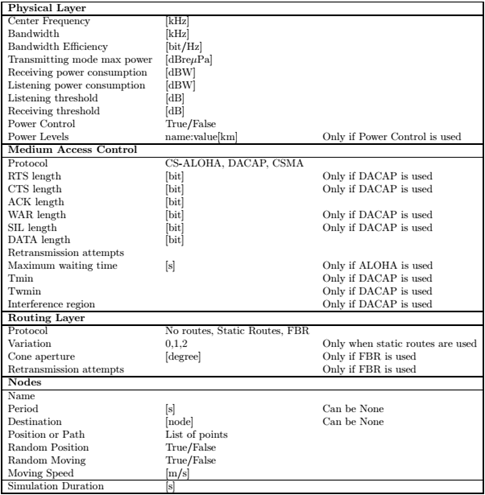 Physical Layer
Center Frequency [kHz]
Bandwidth [kHz]
Bandwidth Efficiency [bit/Hz]
Transmitting mode max power [dBreμPa]
Receiving power consumption [dBW]
Listening power consumption [dBW]
Listening threshold [dB]
Receiving threshold [dB]
Power Control True/False
Power Levels name:value[km] Only if Power Control is used
Medium Access Control
Protocol CS-ALOHA, DACAP, CSMA
RTS length [bit] Only if DACAP is used
CTS length [bit] Only if DACAP is used
ACK length [bit]
WAR length [bit] Only if DACAP is used
SIL length [bit] Only if DACAP is used
DATA length [bit]
Retransmission attempts
Maximum waiting time [s] Only if ALOHA is used
Tmin Only if DACAP is used
Twmin Only if DACAP is used
Interference region Only if DACAP is used
Routing Layer
Protocol No routes, Static Routes, FBR
Variation 0,1,2 Only when static routes are used
Cone aperture [degree] Only if FBR is used
Retransmission attempts Only if FBR is used
Nodes
Name
Period [s] Can be None
Destination [node] Can be None
Position or Path List of points
Random Position True/False
Random Moving True/False
Moving Speed [m/s]
Simulation Duration [s]